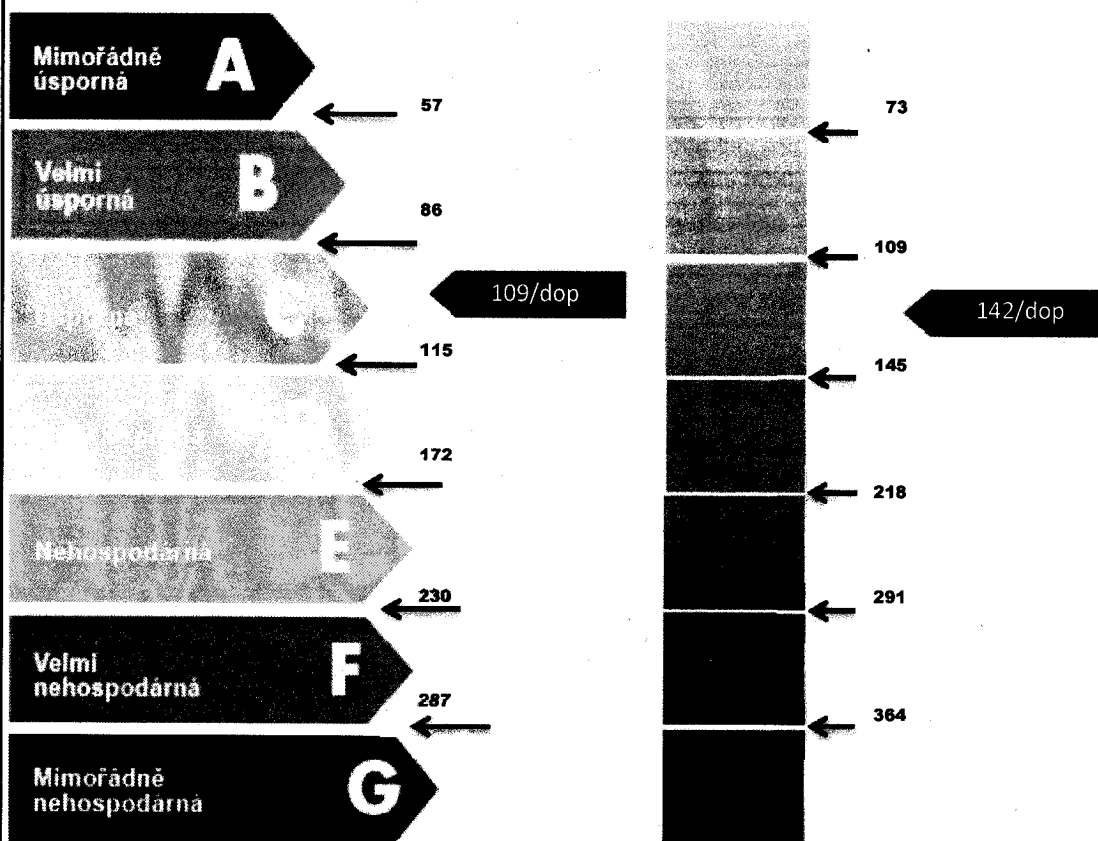 Mimořádně
úsporná
A
57
73
Velmi
úsporná
B
86
109
C
109/dop
142/dop
115
145
172
218
Nehospodárná
E
230
291
Velmi
nehospodárná
F
287
364
Mimořádně
nehospodárná
G